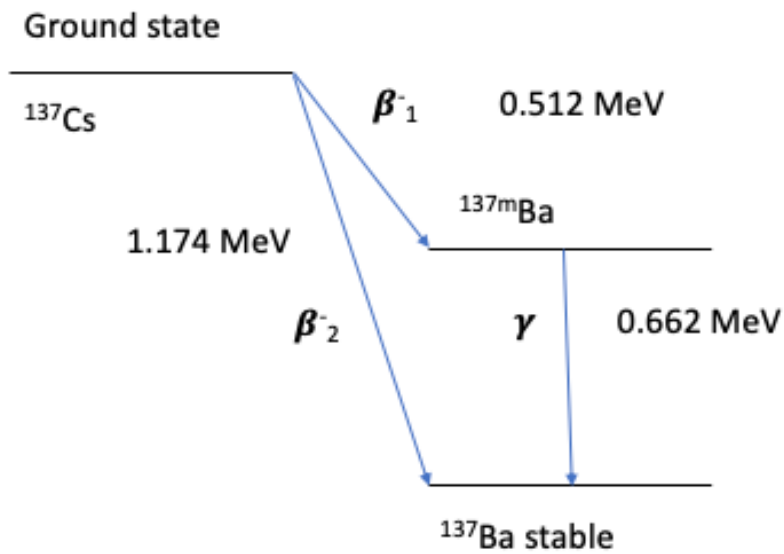 Ground state
¹³⁷Cs
β⁻₁ 0.512 MeV
¹³⁷ᵐBa
1.174 MeV
β⁻₂
γ 0.662 MeV
¹³⁷Ba stable